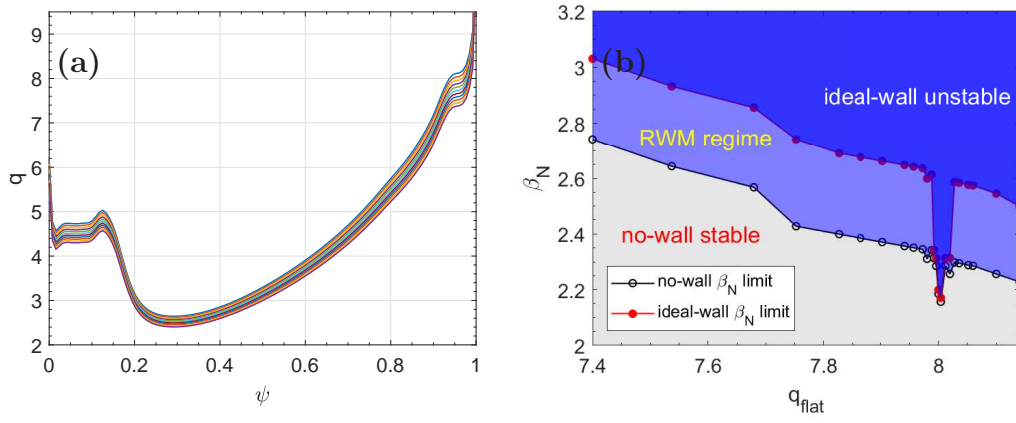 (a)
9
8
7
6
5
4
3
2
q
0
0.2
0.4
0.6
0.8
1
ψ
(b)
3.2
3
2.8
2.6
2.4
2.2
2
β_N
ideal-wall unstable
RWM regime
no-wall stable
no-wall β_N limit
ideal-wall β_N limit
7.4
7.6
7.8
8
q_flat